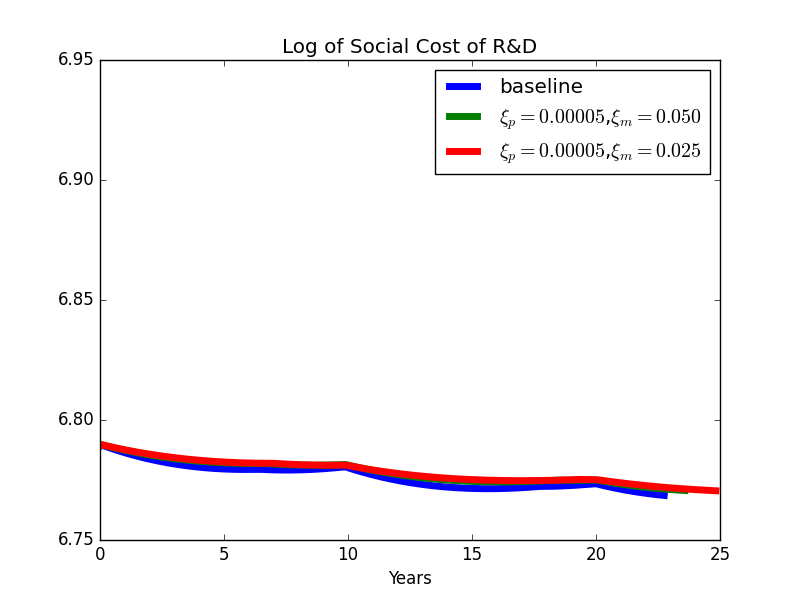 Log of Social Cost of R&D
6.95
6.90
6.85
6.80
6.75
baseline
ξp = 0.00005,ξm = 0.050
ξp = 0.00005,ξm = 0.025
0 5 10 15 20 25
Years